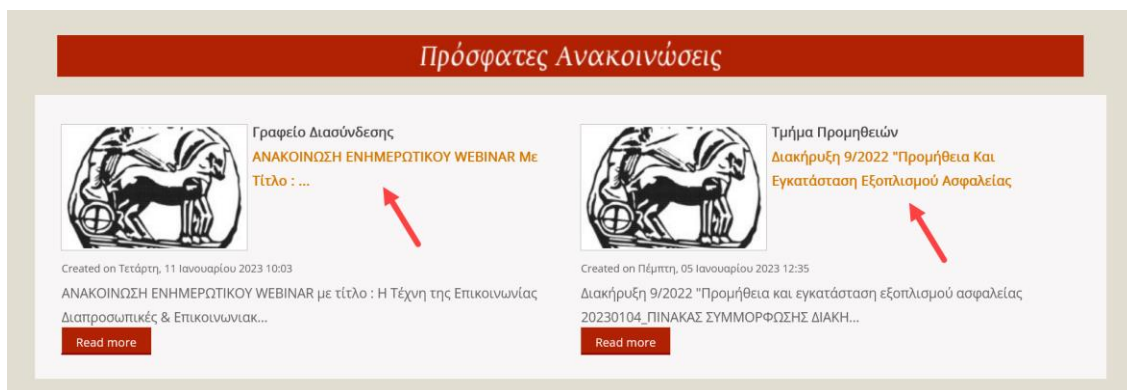 Πρόσφατες Ανακοινώσεις
Γραφείο Διασύνδεσης
ΑΝΑΚΟΙΝΩΣΗ ΕΝΗΜΕΡΩΤΙΚΟΥ WEBINAR Με
Τίτλο : ...
Created on Τετάρτη, 11 Ιανουαρίου 2023 10:03
ΑΝΑΚΟΙΝΩΣΗ ΕΝΗΜΕΡΩΤΙΚΟΥ WEBINAR με τίτλο : Η Τέχνη της Επικοινωνίας
Διαπροσωπικές & Επικοινωνιακ...
Read more
Τμήμα Προμηθειών
Διακήρυξη 9/2022 "Προμήθεια Και
Εγκατάσταση Εξοπλισμού Ασφαλείας
Created on Πέμπτη, 05 Ιανουαρίου 2023 12:35
Διακήρυξη 9/2022 "Προμήθεια και εγκατάσταση εξοπλισμού ασφαλείας
20230104_ΠΙΝΑΚΑΣ ΣΥΜΜΟΡΦΩΣΗΣ ΔΙΑΚΗ...
Read more